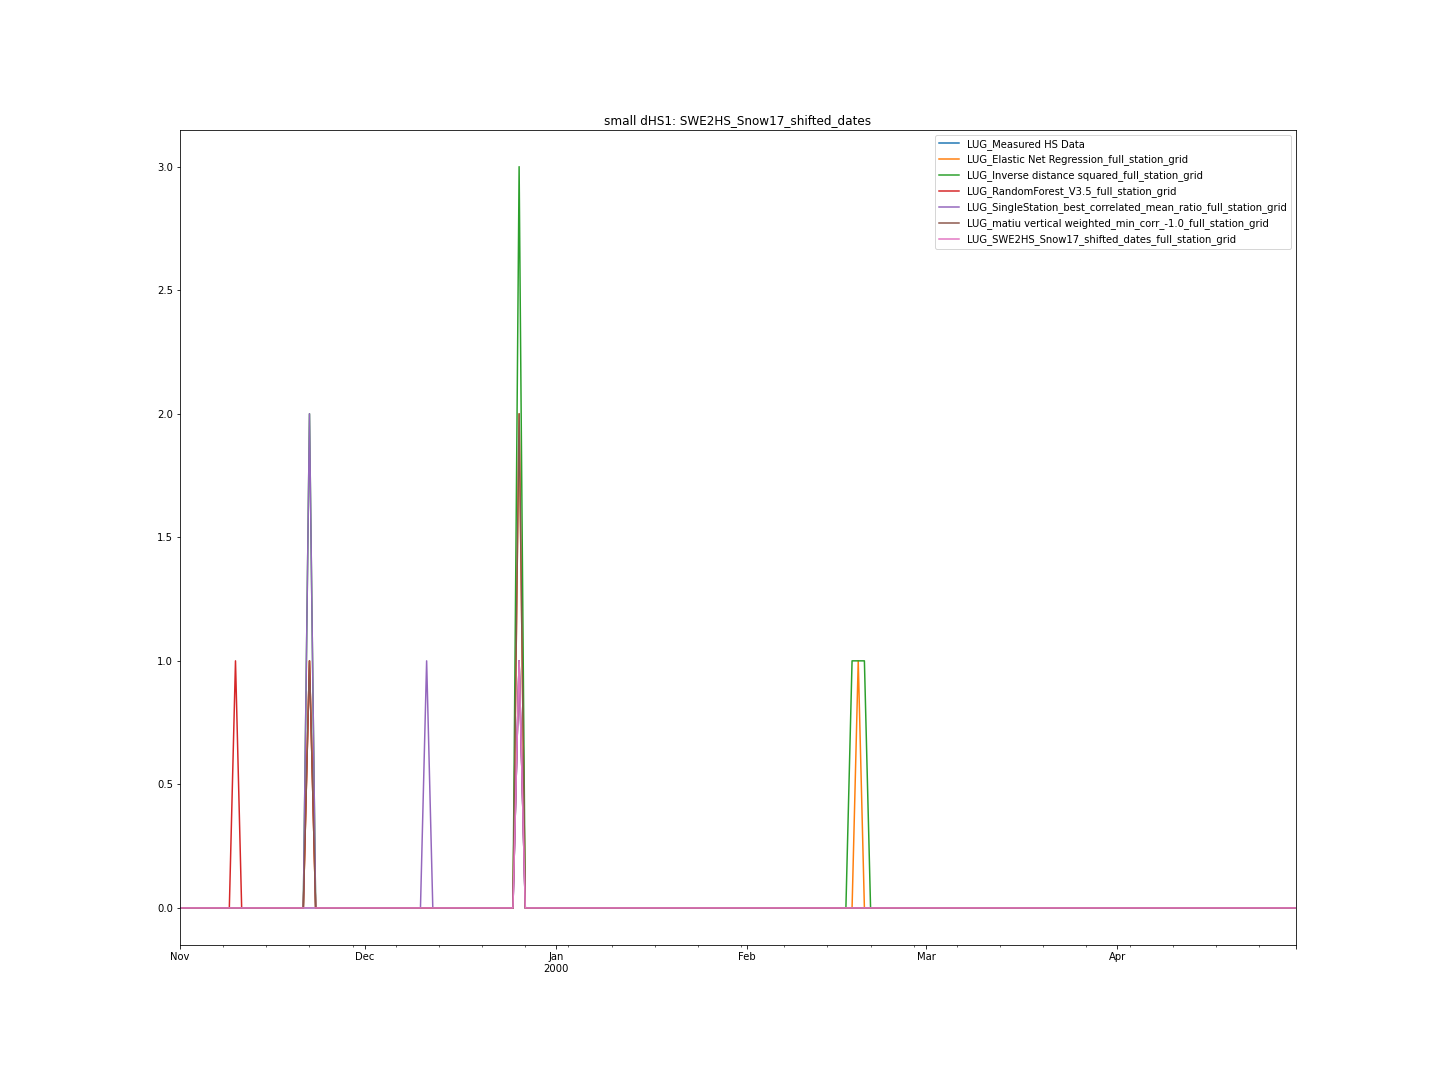 small dHS1: SWE2HS_Snow17_shifted_dates
LUG_Measured HS Data
LUG_Elastic Net Regression_full_station_grid
LUG_Inverse distance squared_full_station_grid
LUG_RandomForest_V3.5_full_station_grid
LUG_SingleStation_best_correlated_mean_ratio_full_station_grid
LUG_matiu vertical weighted_min_corr_-1.0_full_station_grid
LUG_SWE2HS_Snow17_shifted_dates_full_station_grid
3.0
2.5
2.0
1.5
1.0
0.5
0.0
Nov Dec Jan Feb Mar Apr
2000